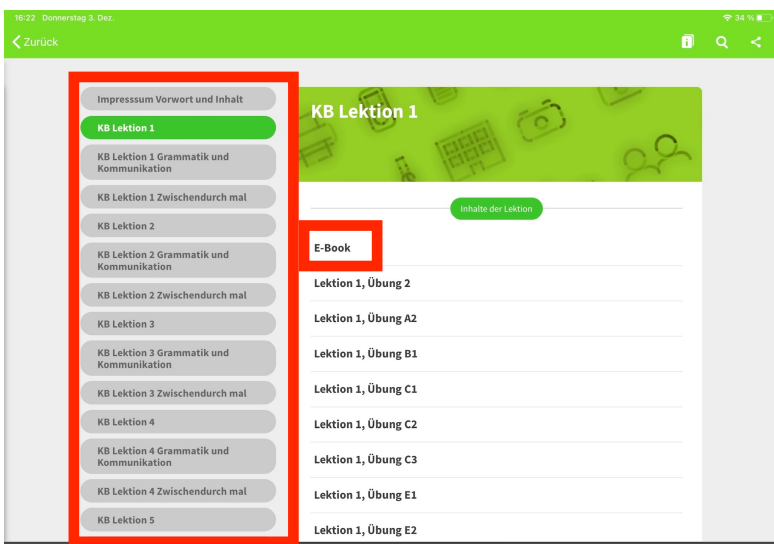 16:22 Donnerstag 3. Dez.
34 %
Zurück
Impresssum Vorwort und Inhalt
KB Lektion 1
KB Lektion 1 Grammatik und
Kommunikation
KB Lektion 1 Zwischendurch mal
KB Lektion 2
KB Lektion 2 Grammatik und
Kommunikation
KB Lektion 2 Zwischendurch mal
KB Lektion 3
KB Lektion 3 Grammatik und
Kommunikation
KB Lektion 3 Zwischendurch mal
KB Lektion 4
KB Lektion 4 Grammatik und
Kommunikation
KB Lektion 4 Zwischendurch mal
KB Lektion 5
KB Lektion 1
Inhalte der Lektion
E-Book
Lektion 1, Übung 2
Lektion 1, Übung A2
Lektion 1, Übung B1
Lektion 1, Übung C1
Lektion 1, Übung C2
Lektion 1, Übung C3
Lektion 1, Übung E1
Lektion 1, Übung E2